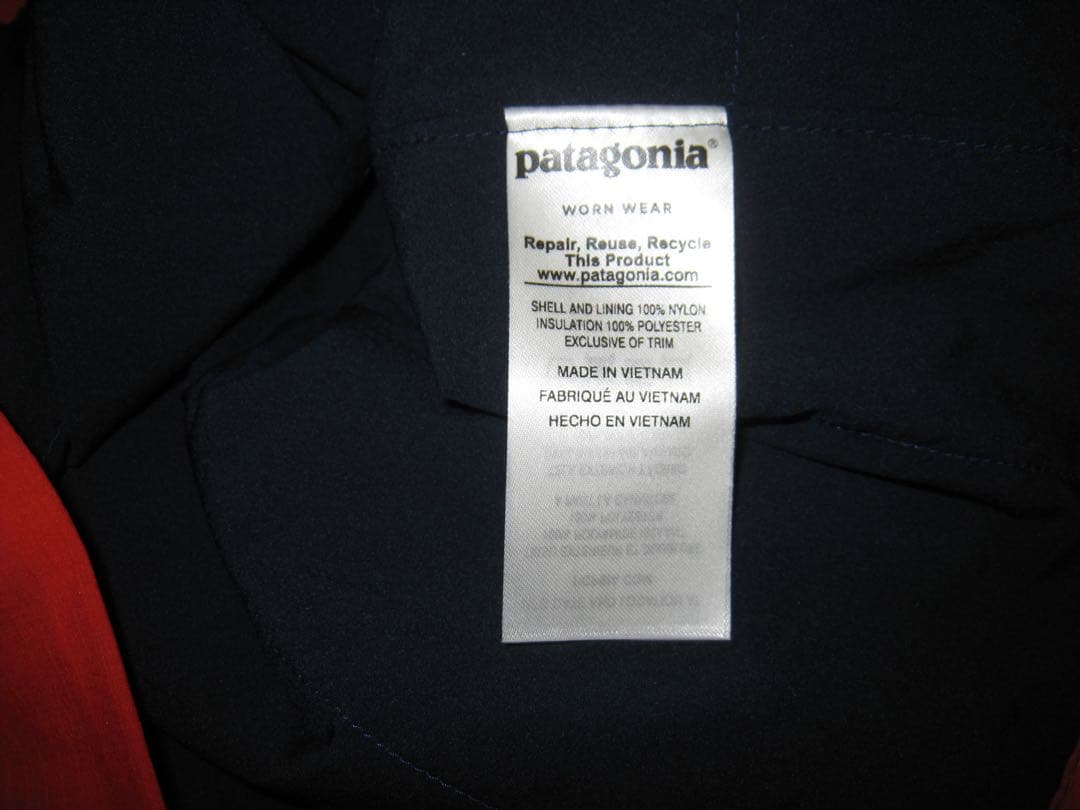 patagonia®
WORN WEAR
Repair, Reuse, Recycle
This Product
www.patagonia.com
SHELL AND LINING 100% NYLON
INSULATION 100% POLYESTER
EXCLUSIVE OF TRIM
MADE IN VIETNAM
FABRIQUÉ AU VIETNAM
HECHO EN VIETNAM